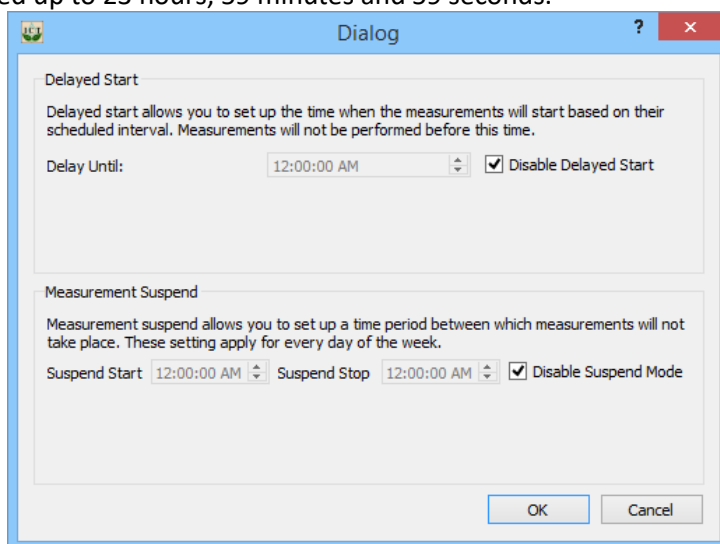 ed up to 23 hours, 59 minutes and 59 seconds.
ICT
Dialog
?
Delayed Start
Delayed start allows you to set up the time when the measurements will start based on their
scheduled interval. Measurements will not be performed before this time.
Delay Until: 12:00:00 AM Disable Delayed Start
Measurement Suspend
Measurement suspend allows you to set up a time period between which measurements will not
take place. These setting apply for every day of the week.
Suspend Start 12:00:00 AM Suspend Stop 12:00:00 AM Disable Suspend Mode
OK Cancel